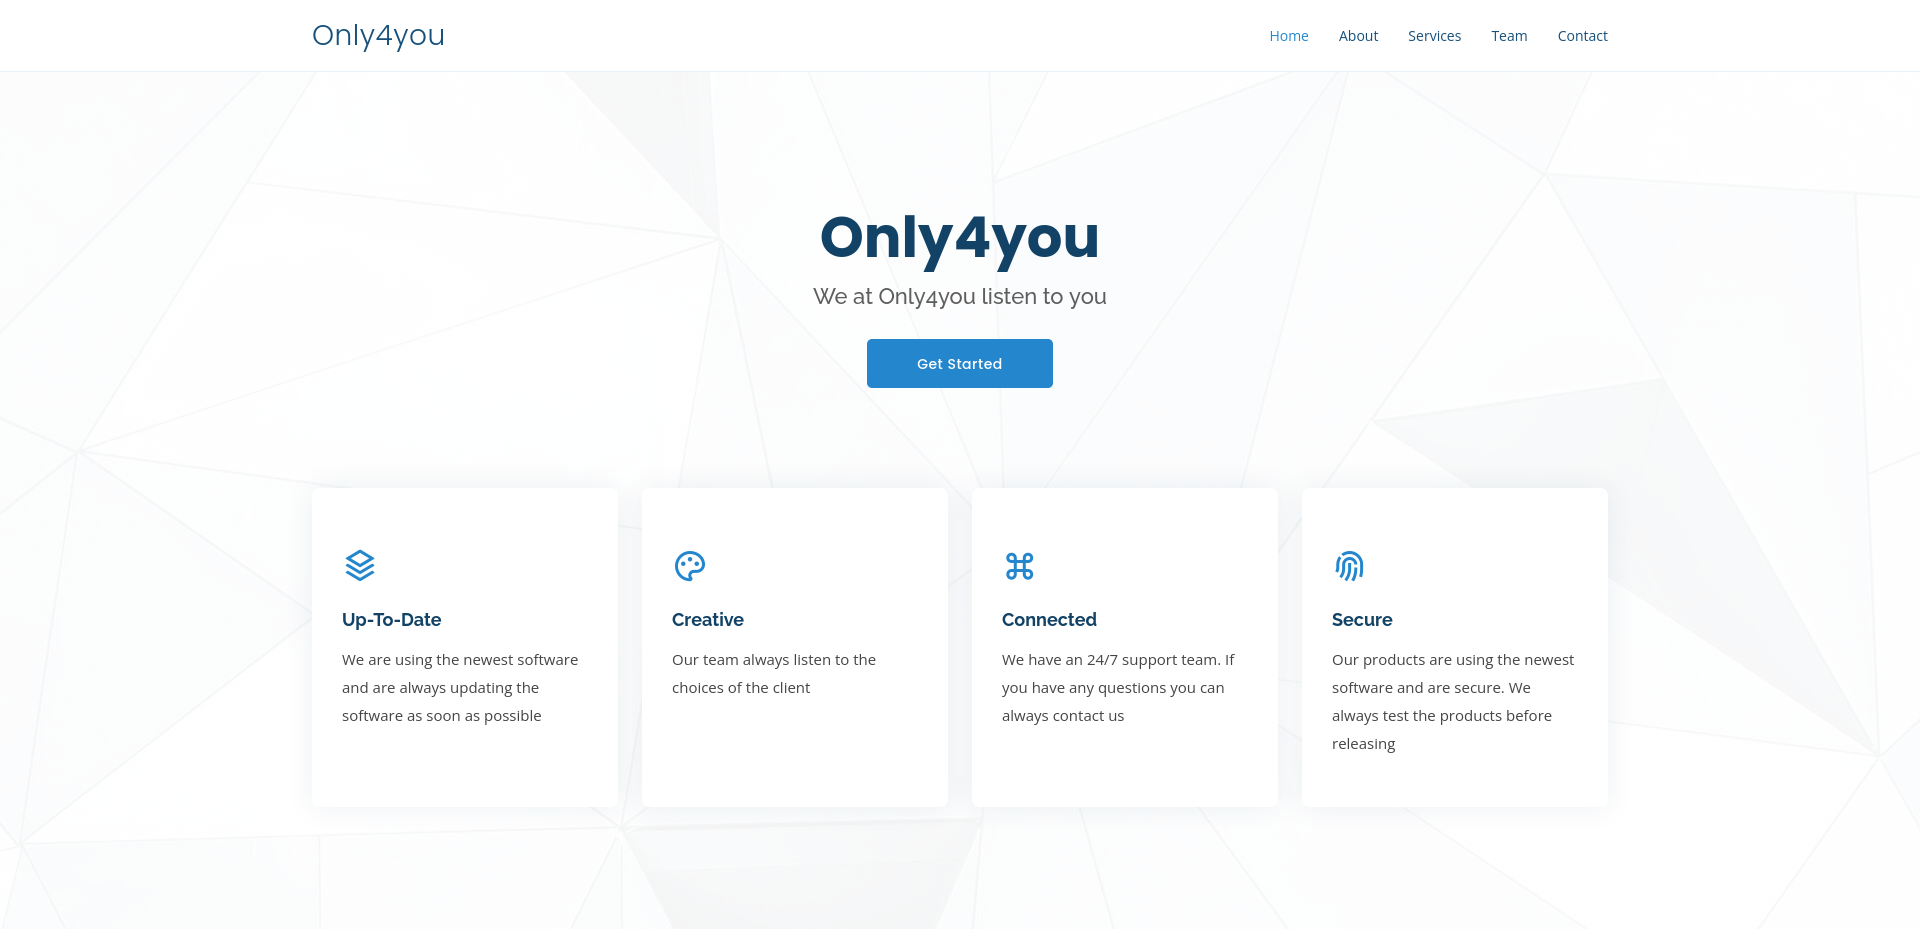 Only4you
Home About Services Team Contact
Only4you
We at Only4you listen to you
Get Started
Up-To-Date
We are using the newest software
and are always updating the
software as soon as possible
Creative
Our team always listen to the
choices of the client
Connected
We have an 24/7 support team. If
you have any questions you can
always contact us
Secure
Our products are using the newest
software and are secure. We
always test the products before
releasing